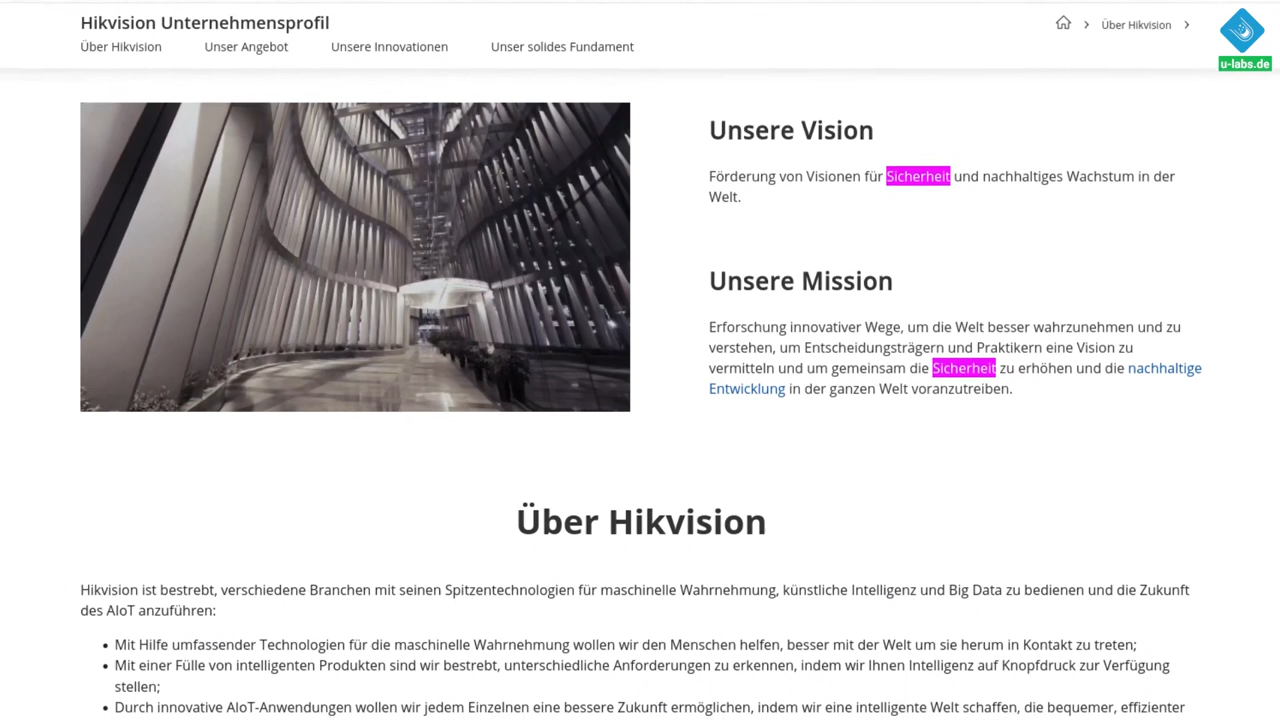 Hikvision Unternehmensprofil
Über Hikvision
u-labs.de
Über Hikvision Unser Angebot Unsere Innovationen Unser solides Fundament
Unsere Vision
Förderung von Visionen für Sicherheit und nachhaltiges Wachstum in der
Welt.
Unsere Mission
Erforschung innovativer Wege, um die Welt besser wahrzunehmen und zu
verstehen, um Entscheidungsträgern und Praktikern eine Vision zu
vermitteln und um gemeinsam die Sicherheit zu erhöhen und die nachhaltige
Entwicklung in der ganzen Welt voranzutreiben.
Über Hikvision
Hikvision ist bestrebt, verschiedene Branchen mit seinen Spitzentechnologien für maschinelle Wahrnehmung, künstliche Intelligenz und Big Data zu bedienen und die Zukunft
des AIoT anzuführen:
• Mit Hilfe umfassender Technologien für die maschinelle Wahrnehmung wollen wir den Menschen helfen, besser mit der Welt um sie herum in Kontakt zu treten;
• Mit einer Fülle von intelligenten Produkten sind wir bestrebt, unterschiedliche Anforderungen zu erkennen, indem wir Ihnen Intelligenz auf Knopfdruck zur Verfügung
stellen;
• Durch innovative AIoT-Anwendungen wollen wir jedem Einzelnen eine bessere Zukunft ermöglichen, indem wir eine intelligente Welt schaffen, die bequemer, effizienter